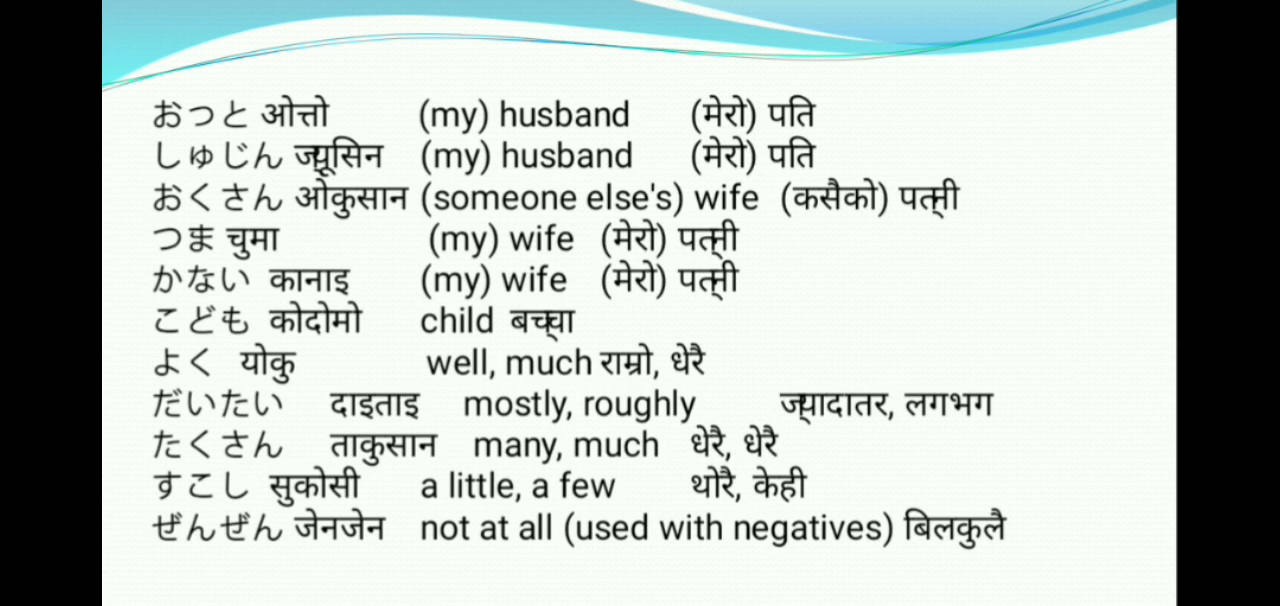 おっと ओत्तो (my) husband (मेरो) पति
しゅじん ज्यूसिन (my) husband (मेरो) पति
おくさん ओकुसान (someone else's) wife (कसैको) पत्नी
つま चुमा (my) wife (मेरो) पत्नी
かない कानाइ (my) wife (मेरो) पत्नी
こども कोदोमो child बच्चा
よく योकु well, much राम्रो, धेरै
だいたい दाइताइ mostly, roughly ज्यादातर, लगभग
たくさん ताकुसान many, much धेरै, धेरै
すこし सुकोसी a little, a few थोरै, केही
ぜんぜん जेनजेन not at all (used with negatives) बिलकुलै